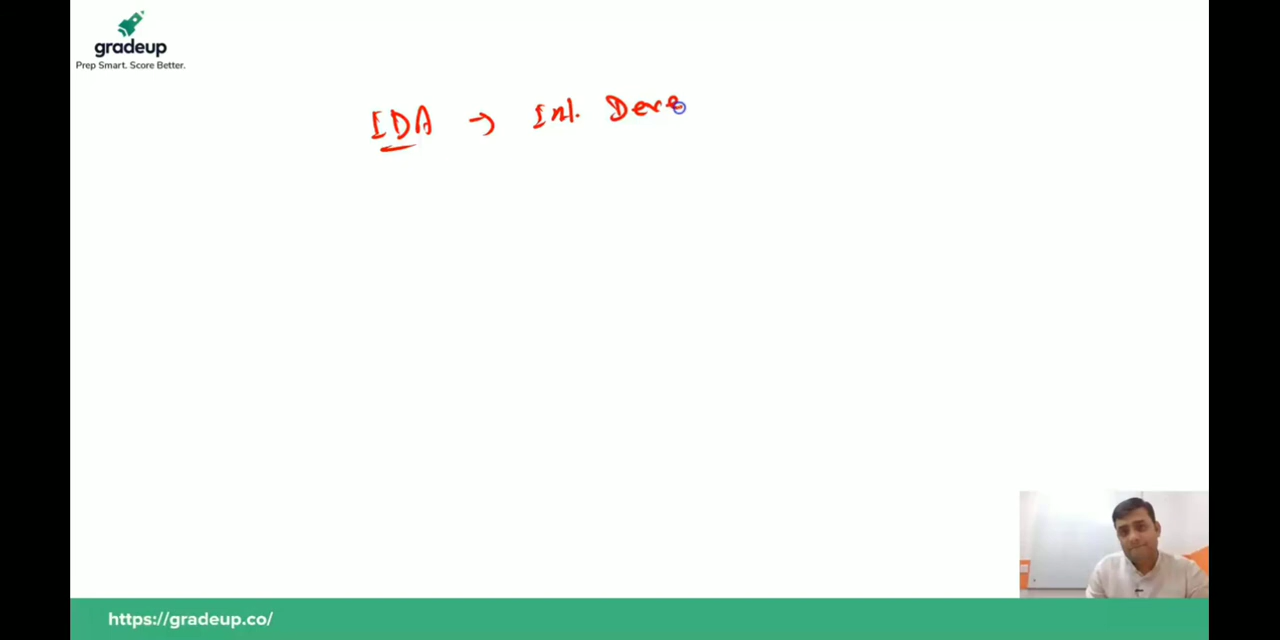 gradeup
Prep Smart. Score Better.
IDA → Int. Deve
https://gradeup.co/